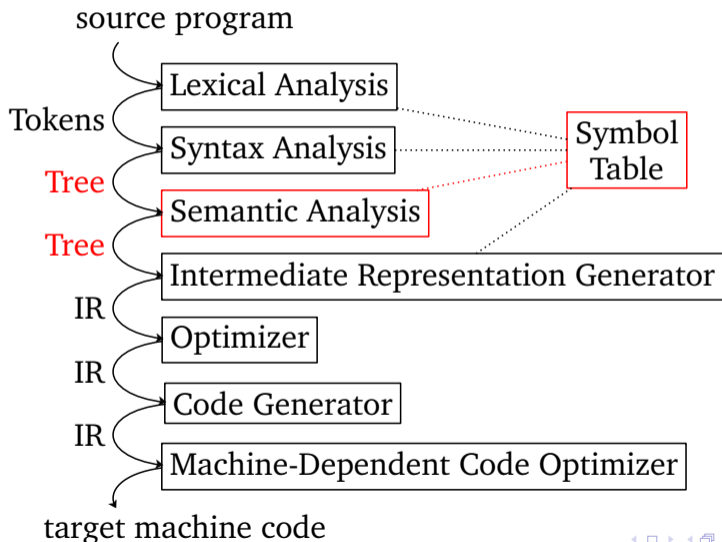 source program
Lexical Analysis
Tokens
Symbol
Table
Syntax Analysis
Tree
Semantic Analysis
Tree
Intermediate Representation Generator
IR
Optimizer
IR
Code Generator
IR
Machine-Dependent Code Optimizer
target machine code